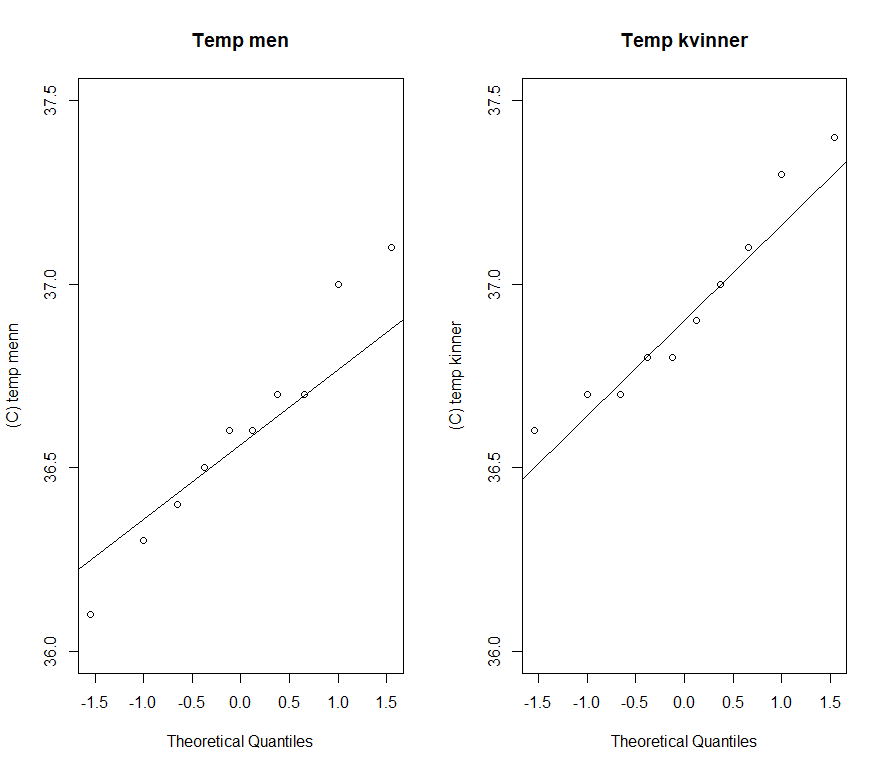 Temp men
(C) temp menn
37.5
37.0
36.5
36.0
-1.5 -1.0 -0.5 0.0 0.5 1.0 1.5
Theoretical Quantiles
Temp kvinner
(C) temp kinner
37.5
37.0
36.5
36.0
-1.5 -1.0 -0.5 0.0 0.5 1.0 1.5
Theoretical Quantiles